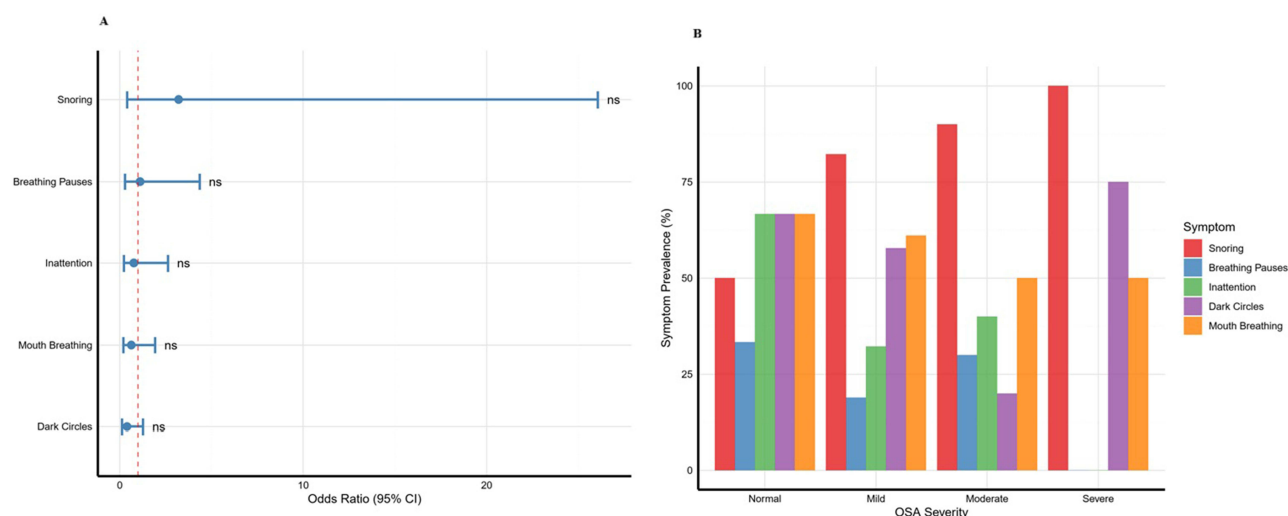 A
Snoring
ns
Breathing Pauses
ns
Inattention
ns
Mouth Breathing
ns
Dark Circles
ns
0
10
20
Odds Ratio (95% CI)
B
100
75
50
25
0
Symptom Prevalence (%)
Normal
Mild
Moderate
Severe
OSA Severity
Symptom
Snoring
Breathing Pauses
Inattention
Dark Circles
Mouth Breathing